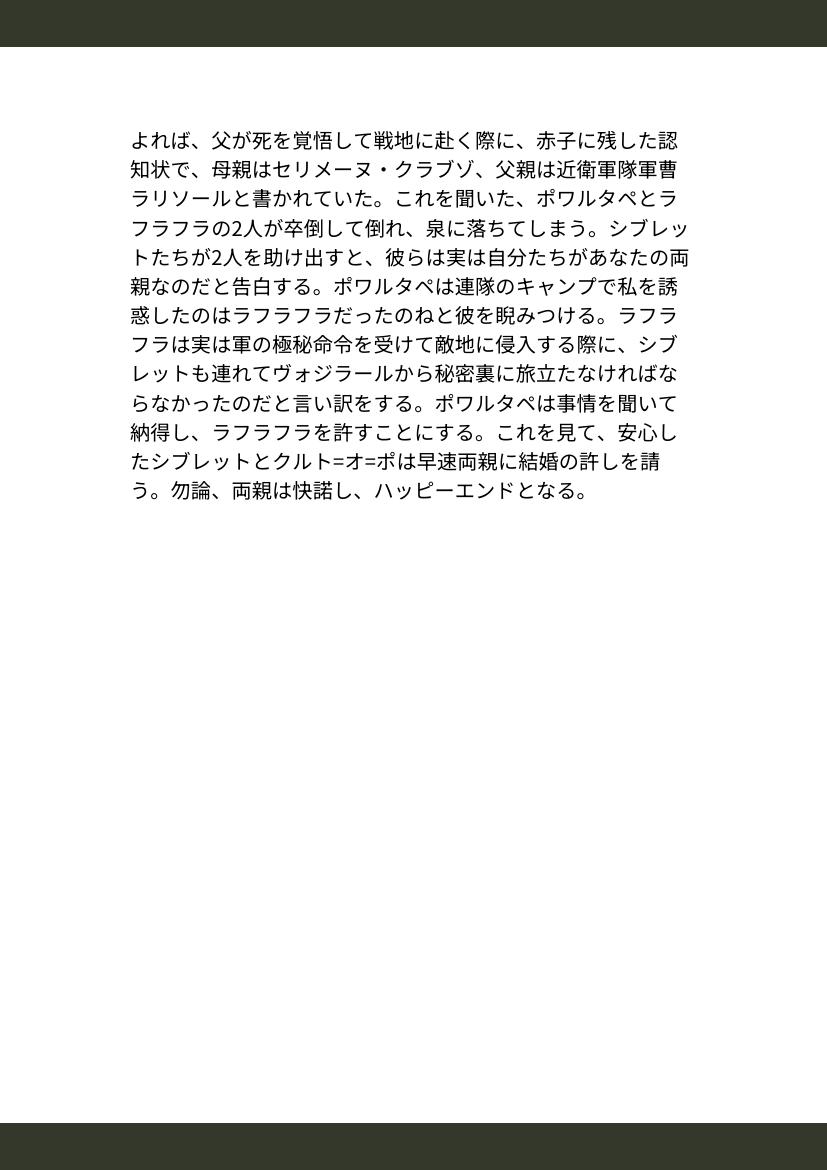 よれば、父が死を覚悟して戦地に赴く際に、赤子に残した認
知状で、母親はセリメーヌ・クラブゾ、父親は近衛軍隊軍曹
ラリソールと書かれていた。これを聞いた、ポワルタペとラ
フラフラの2人が卒倒して倒れ、泉に落ちてしまう。シブレッ
トたちが2人を助け出すと、彼らは実は自分たちがあなたの両
親なのだと告白する。ポワルタペは連隊のキャンプで私を誘
惑したのはラフラフラだったのねと彼を睨みつける。ラフラ
フラは実は軍の極秘命令を受けて敵地に侵入する際に、シブ
レットも連れてヴォジラールから秘密裏に旅立たなければな
らなかったのだと言い訳をする。ポワルタペは事情を聞いて
納得し、ラフラフラを許すことにする。これを見て、安心し
たシブレットとクルト=オ=ポは早速両親に結婚の許しを請
う。勿論、両親は快諾し、ハッピーエンドとなる。